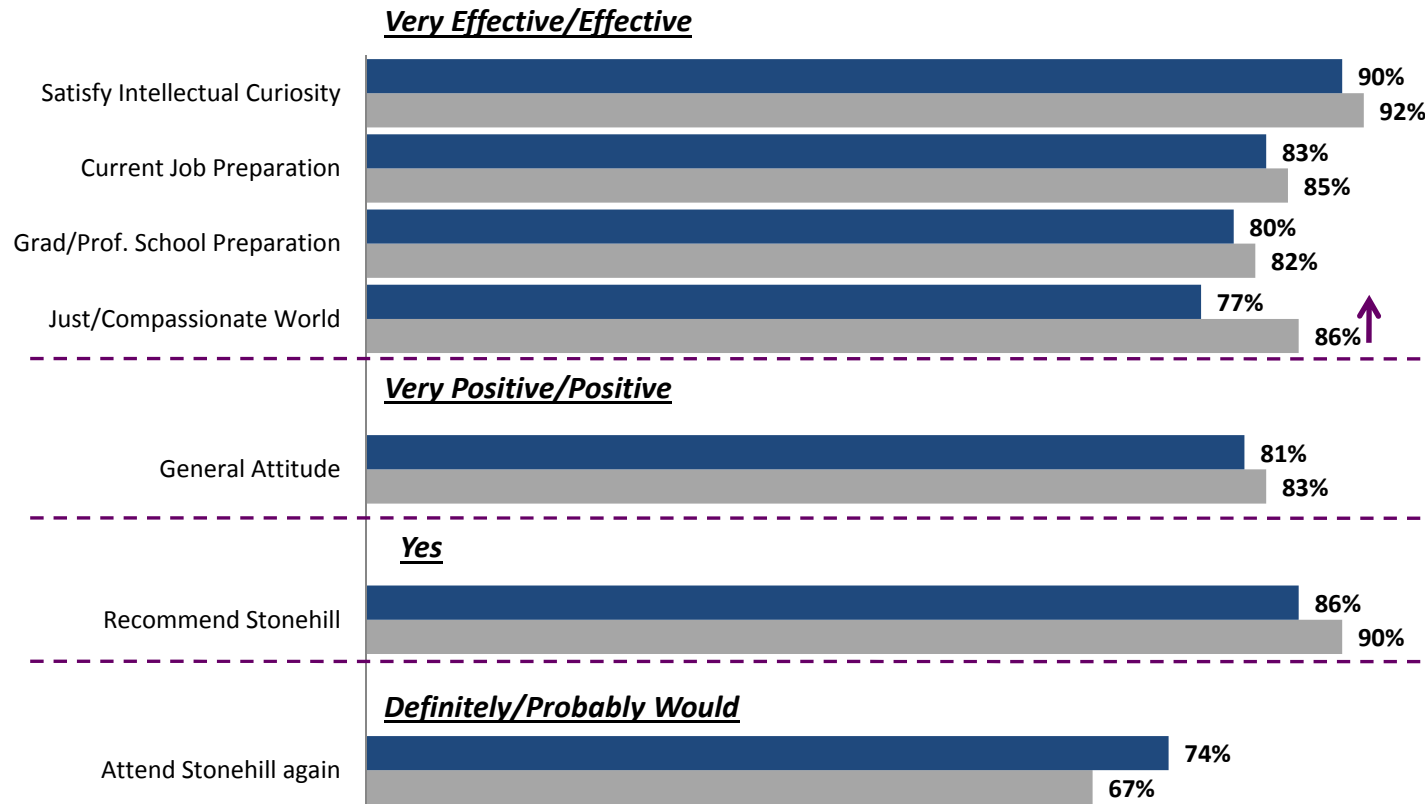 Very Effective/Effective
Satisfy Intellectual Curiosity
90%
92%
Current Job Preparation
83%
85%
Grad/Prof. School Preparation
80%
82%
Just/Compassionate World
77%
86%
Very Positive/Positive
General Attitude
81%
83%
Yes
Recommend Stonehill
86%
90%
Definitely/Probably Would
Attend Stonehill again
74%
67%